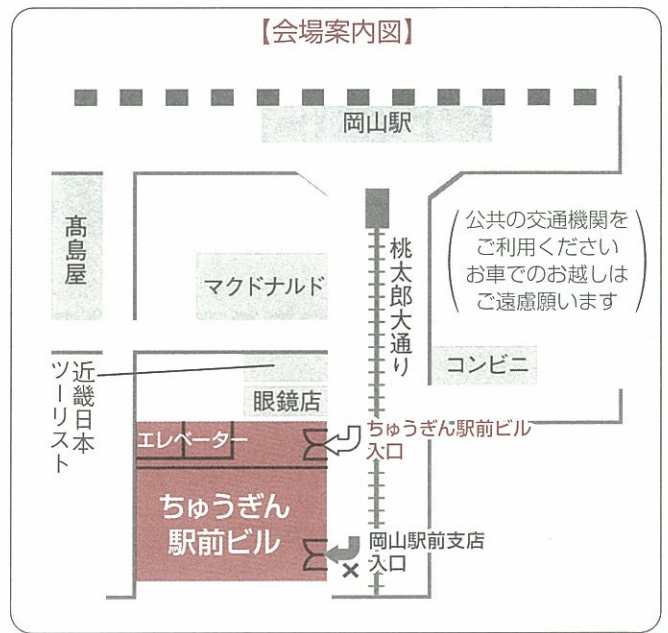 【会場案内図】
岡山駅
髙島屋
マクドナルド
桃太郎大通り
公共の交通機関を
ご利用ください
お車でのお越しは
ご遠慮願います
コンビニ
近畿日本
ツーリスト
眼鏡店
エレベーター
ちゅうぎん駅前ビル
入口
ちゅうぎん
駅前ビル
岡山駅前支店
入口
×